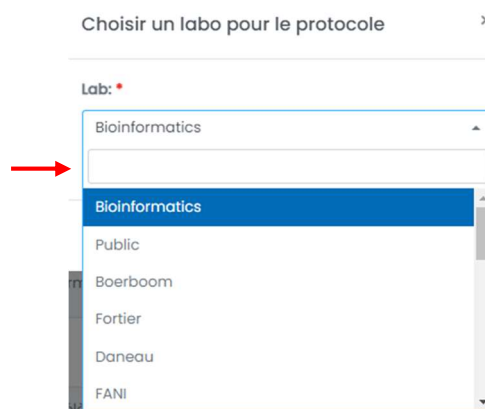 Choisir un labo pour le protocole
Lab: *
Bioinformatics
Bioinformatics
Public
Boerboom
Fortier
Daneau
FANI